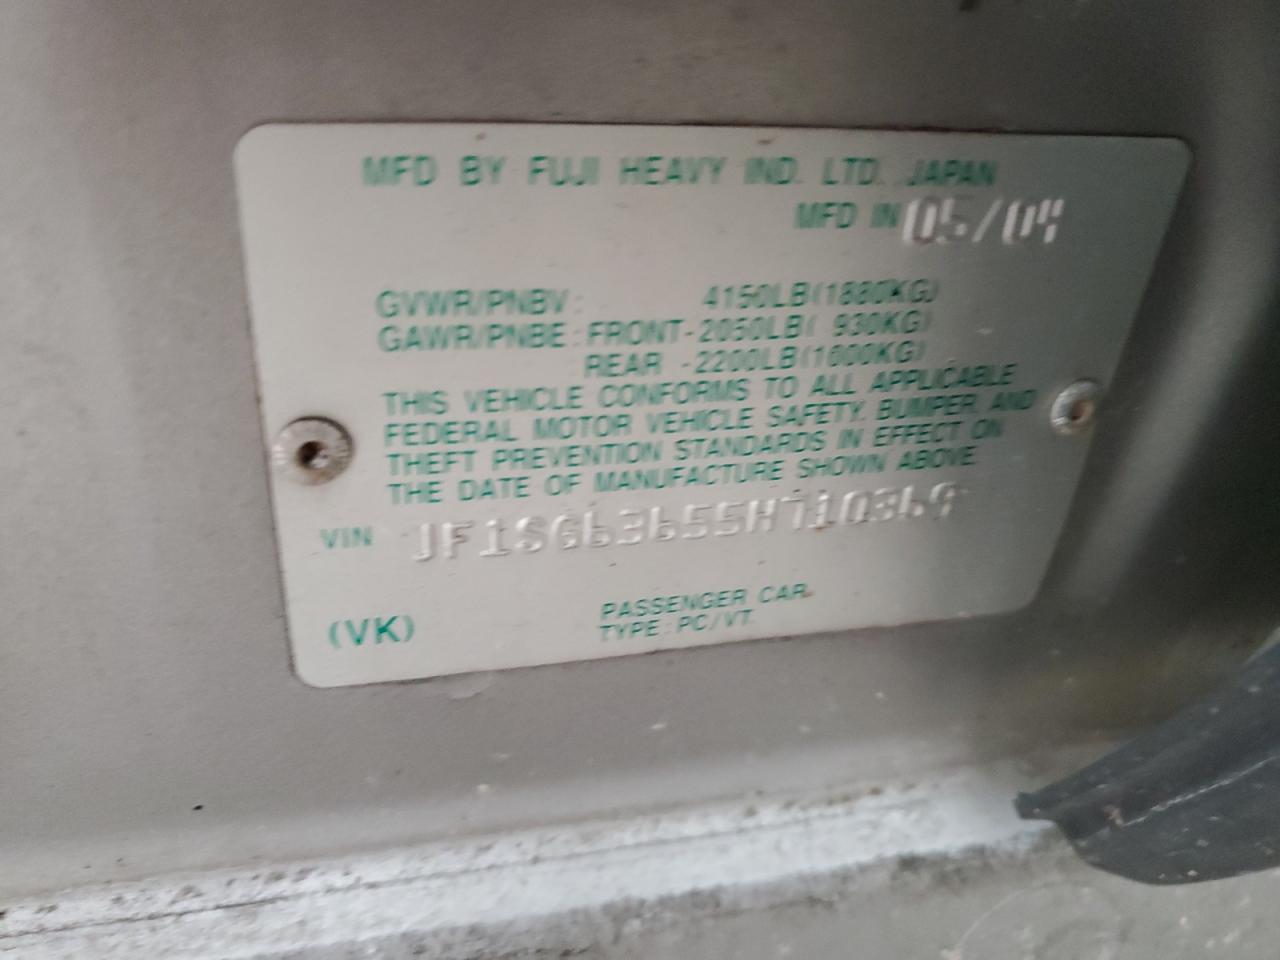 MFD BY FUJI HEAVY IND. LTD. JAPAN
MFD IN 05/04
GVWR/PNBV: 4150LB(1880KG)
GAWR/PNBE: FRONT-2050LB( 930KG)
REAR -2200LB(1000KG)
THIS VEHICLE CONFORMS TO ALL APPLICABLE
FEDERAL MOTOR VEHICLE SAFETY, BUMPER, AND
THEFT PREVENTION STANDARDS IN EFFECT ON
THE DATE OF MANUFACTURE SHOWN ABOVE.
VIN JF1SG63655H710369
PASSENGER CAR
(VK) TYPE: PC/VT